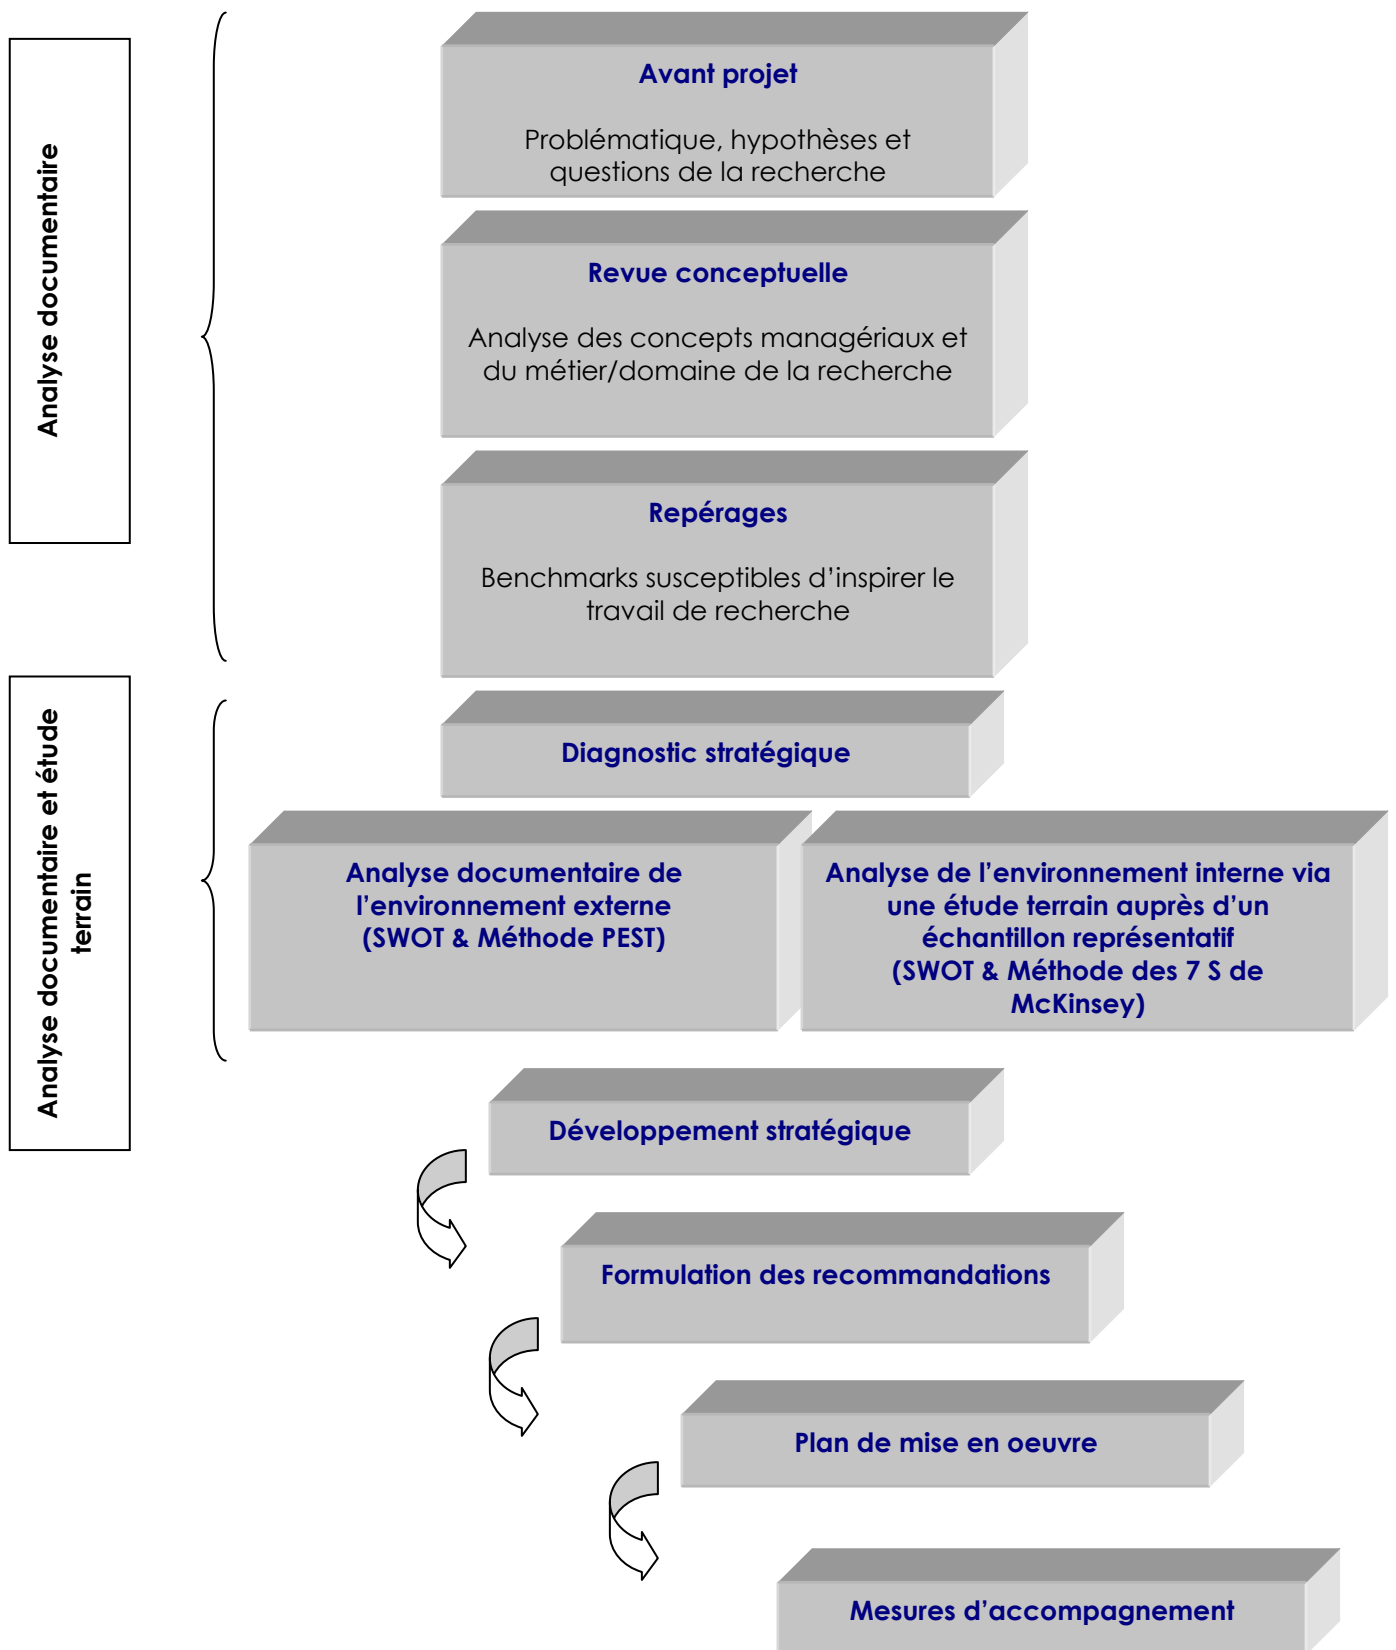 Analyse documentaire
Avant projet
Problématique, hypothèses et
questions de la recherche
Revue conceptuelle
Analyse des concepts managériaux et
du métier/domaine de la recherche
Repérages
Benchmarks susceptibles d’inspirer le
travail de recherche
Analyse documentaire et étude
terrain
Diagnostic stratégique
Analyse documentaire de
l’environnement externe
(SWOT & Méthode PEST)
Analyse de l’environnement interne via
une étude terrain auprès d’un
échantillon représentatif
(SWOT & Méthode des 7 S de
McKinsey)
Développement stratégique
Formulation des recommandations
Plan de mise en oeuvre
Mesures d’accompagnement